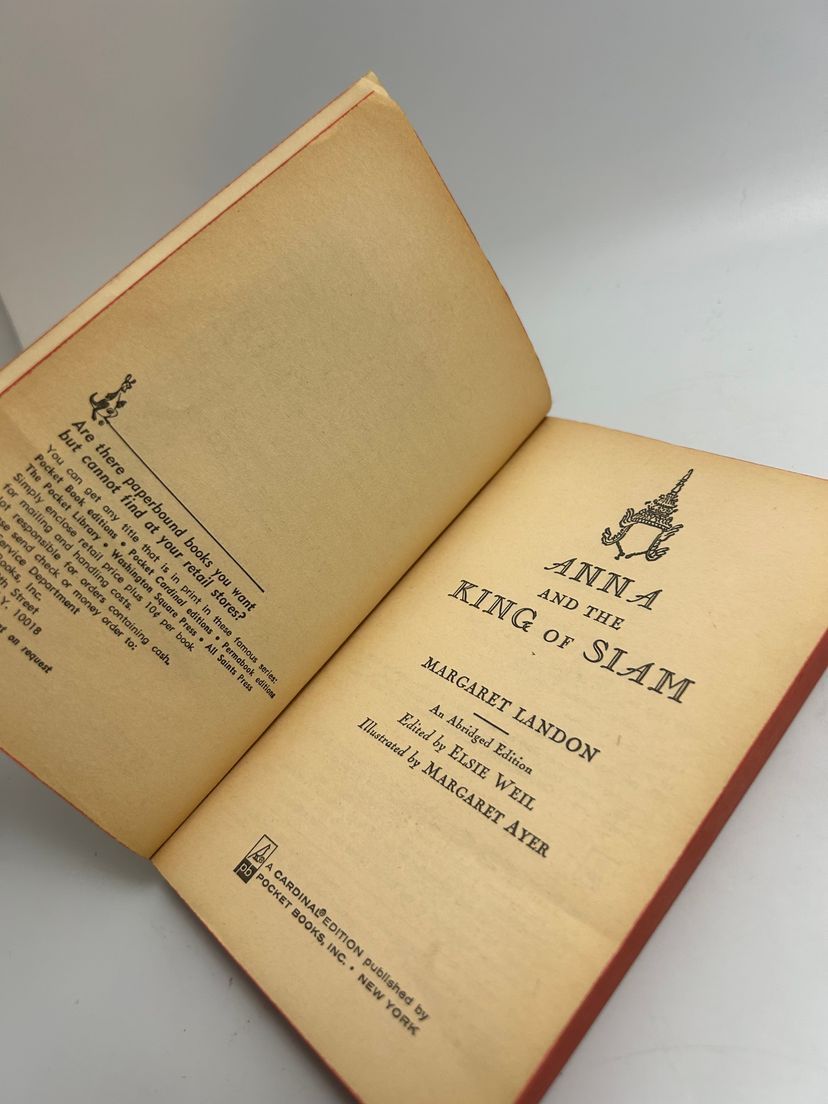 Are there paperbound books you want
but cannot find at your retail stores?
You can get any title that is in print in these famous series:
Pocket Book editions • Pocket Cardinal editions • Permabook editions
The Pocket Library • Washington Square Press • All Saints Press
Simply enclose retail price plus 10¢ per book
for mailing and handling costs.
responsible for orders containing cash.
send check or money order to:
Service Department
Books, Inc.
Street
N.Y. 10018
on request
ANNA
AND THE
KING OF SIAM
MARGARET LANDON
An Abridged Edition
Edited by ELSIE WEIL
Illustrated by MARGARET AYER
pb
A CARDINAL® EDITION published by
POCKET BOOKS, INC. • NEW YORK